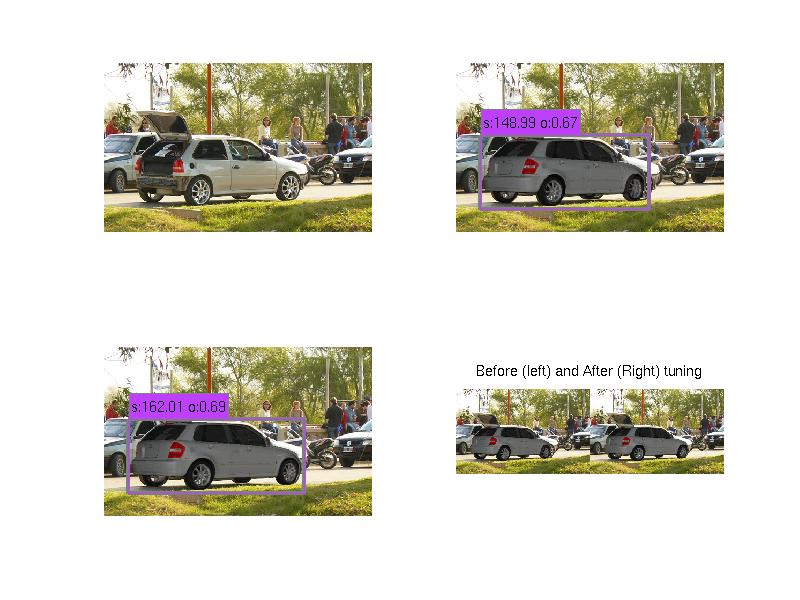 s:148.99 o:0.67
s:162.01 o:0.69
Before (left) and After (Right) tuning